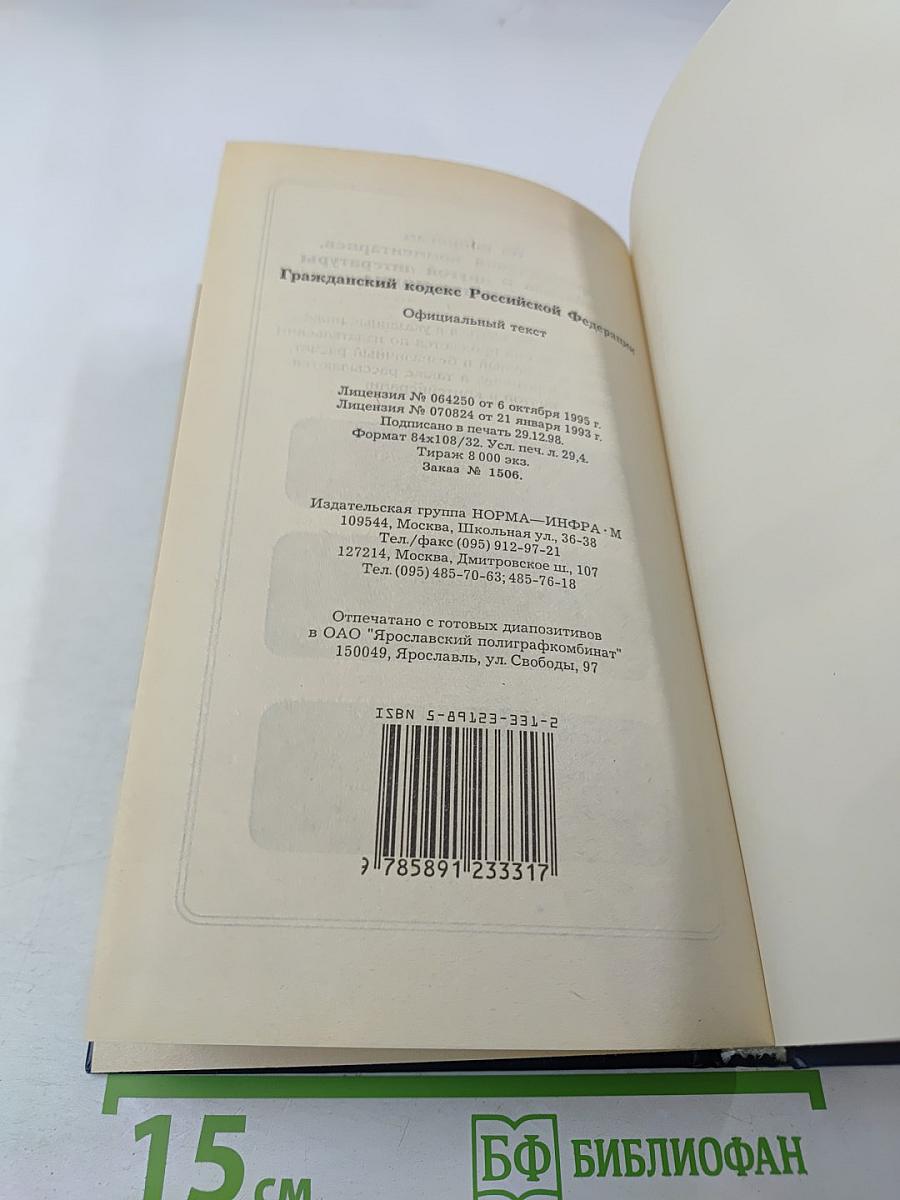 Гражданский кодекс Российской Федерации
Официальный текст
Лицензия № 064250 от 6 октября 1995 г.
Лицензия № 070824 от 21 января 1993 г.
Подписано в печать 29.12.98.
Формат 84х108/32. Усл. печ. л. 29,4.
Тираж 8 000 экз.
Заказ № 1506.
Издательская группа НОРМА—ИНФРА · М
109544, Москва, Школьная ул., 36-38
Тел./факс (095) 912-97-21
127214, Москва, Дмитровское ш., 107
Тел. (095) 485-70-63; 485-76-18
Отпечатано с готовых диапозитивов
в ОАО "Ярославский полиграфкомбинат"
150049, Ярославль, ул. Свободы, 97
ISBN 5-89123-331-2
9 785891 233317
15 см
БФ БИБЛИОФАН